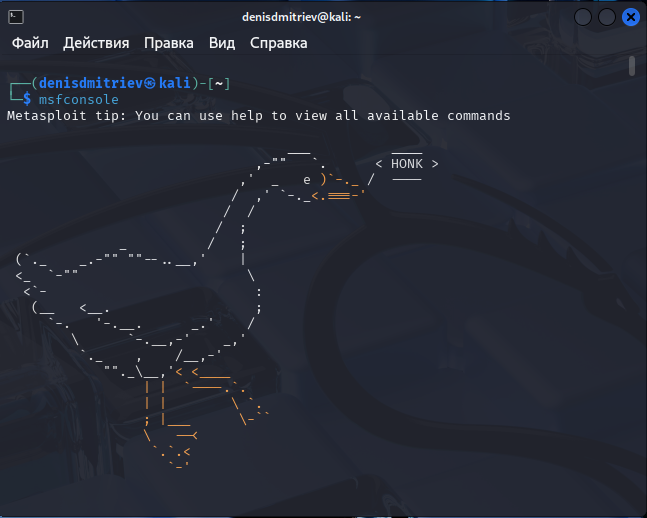 denisdmitriev@kali: ~
Файл Действия Правка Вид Справка
(denisdmitriev㉿kali)-[~]
$ msfconsole
Metasploit tip: You can use help to view all available commands
< HONK >